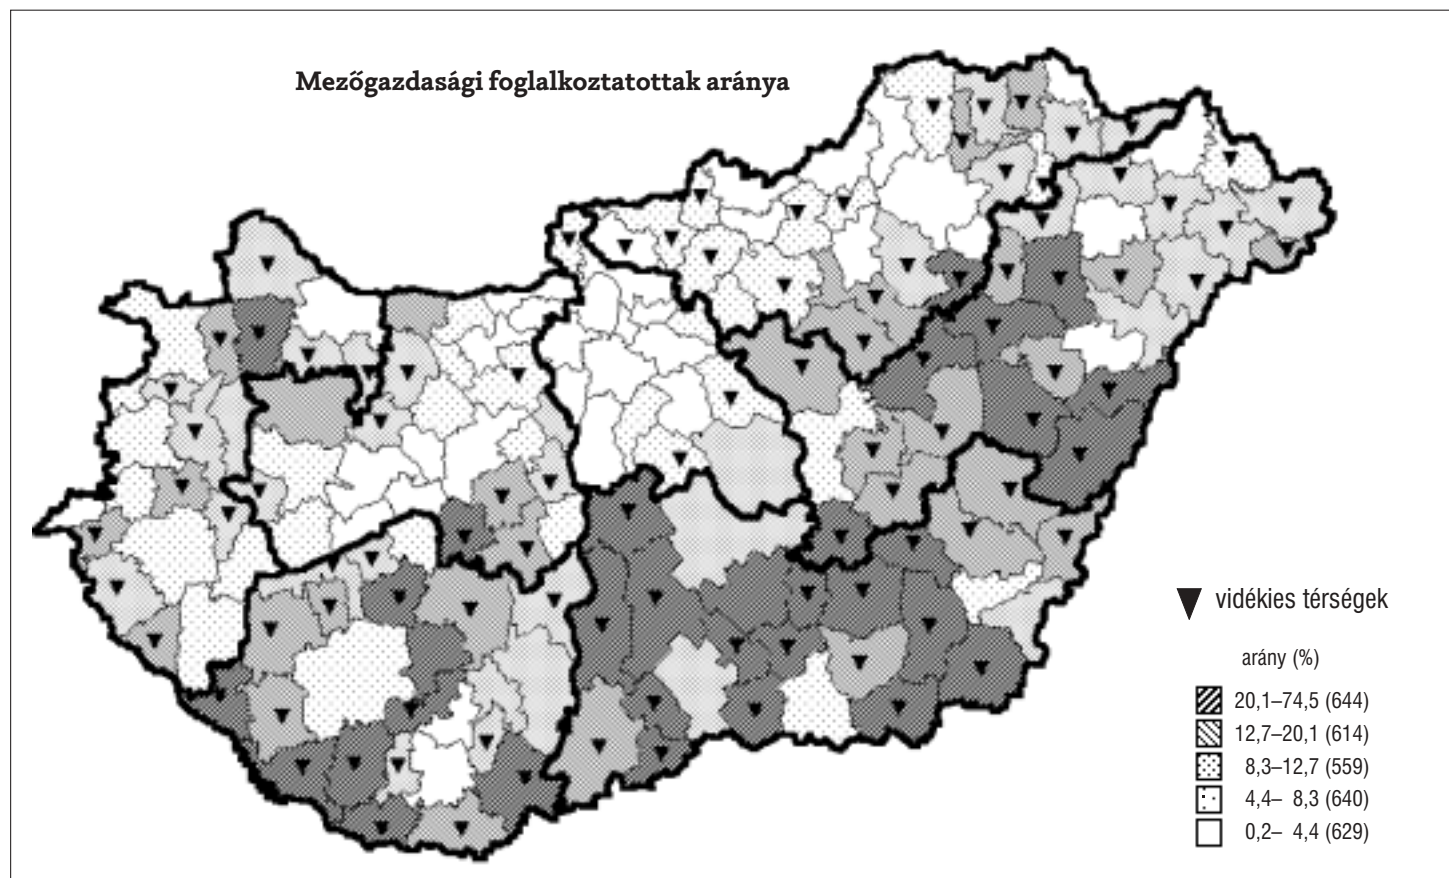 Mezőgazdasági foglalkoztatottak aránya
vidékies térségek
arány (%)
20,1–74,5 (644)
12,7–20,1 (614)
8,3–12,7 (559)
4,4– 8,3 (640)
0,2– 4,4 (629)